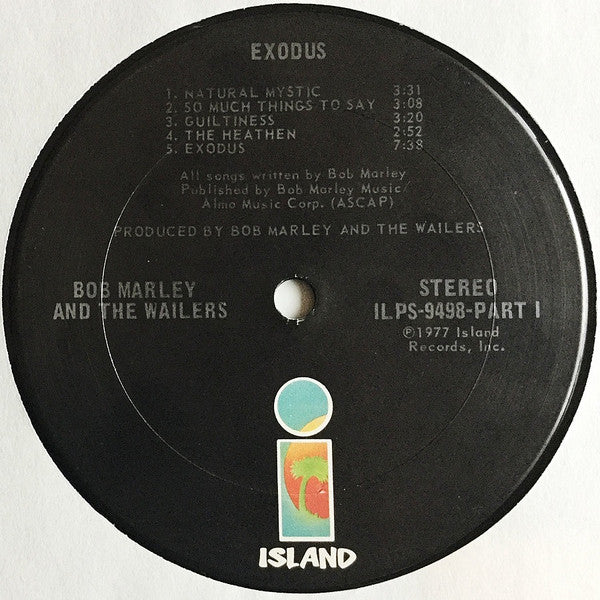 EXODUS
1. NATURAL MYSTIC 3:31
2. SO MUCH THINGS TO SAY 3:08
3. GUILTINESS 3:20
4. THE HEATHEN 2:52
5. EXODUS 7:38
All songs written by Bob Marley
Published by Bob Marley Music/
Almo Music Corp. (ASCAP)
PRODUCED BY BOB MARLEY AND THE WAILERS
BOB MARLEY
AND THE WAILERS
STEREO
ILPS-9498-PART I
℗1977 Island
Records, Inc.
ISLAND